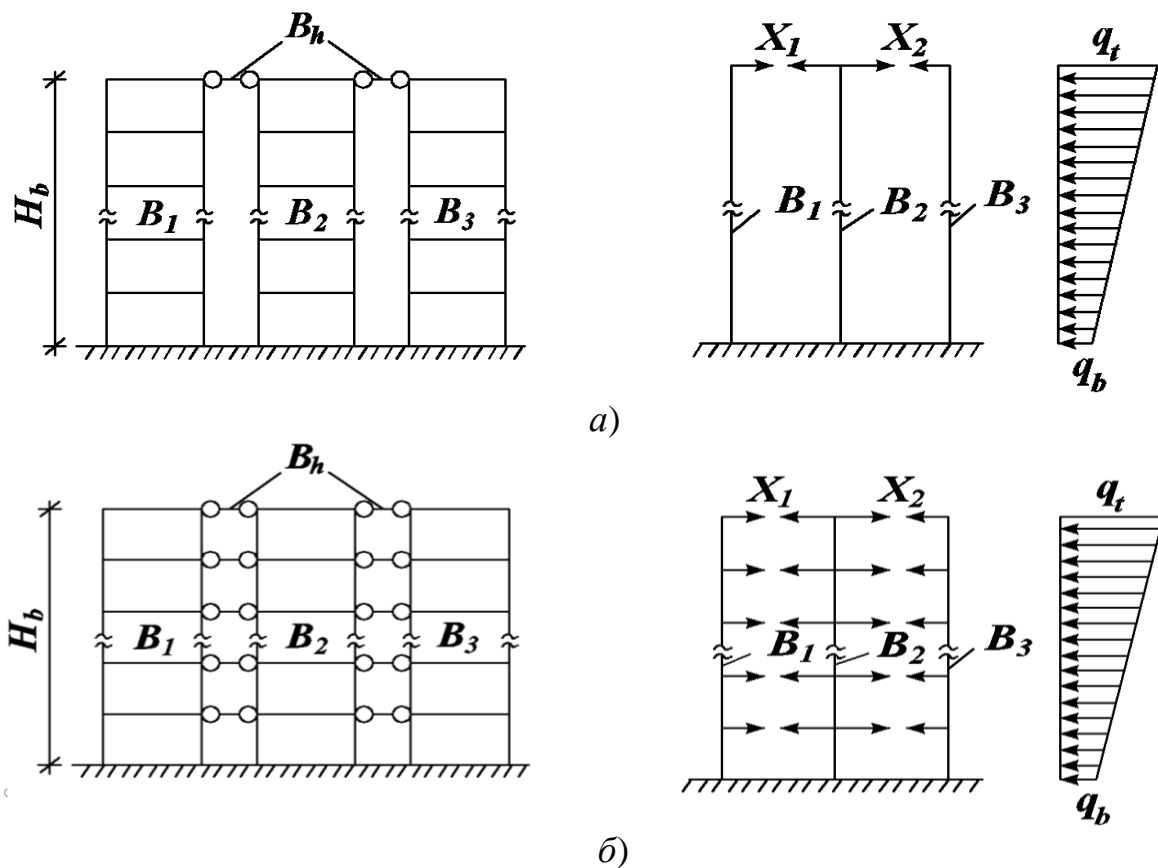 B_h X_1 X_2 q_t
H_b B_1 B_2 B_3 B_1 B_2 B_3
q_b
а)
B_h X_1 X_2 q_t
H_b B_1 B_2 B_3 B_1 B_2 B_3
q_b
б)